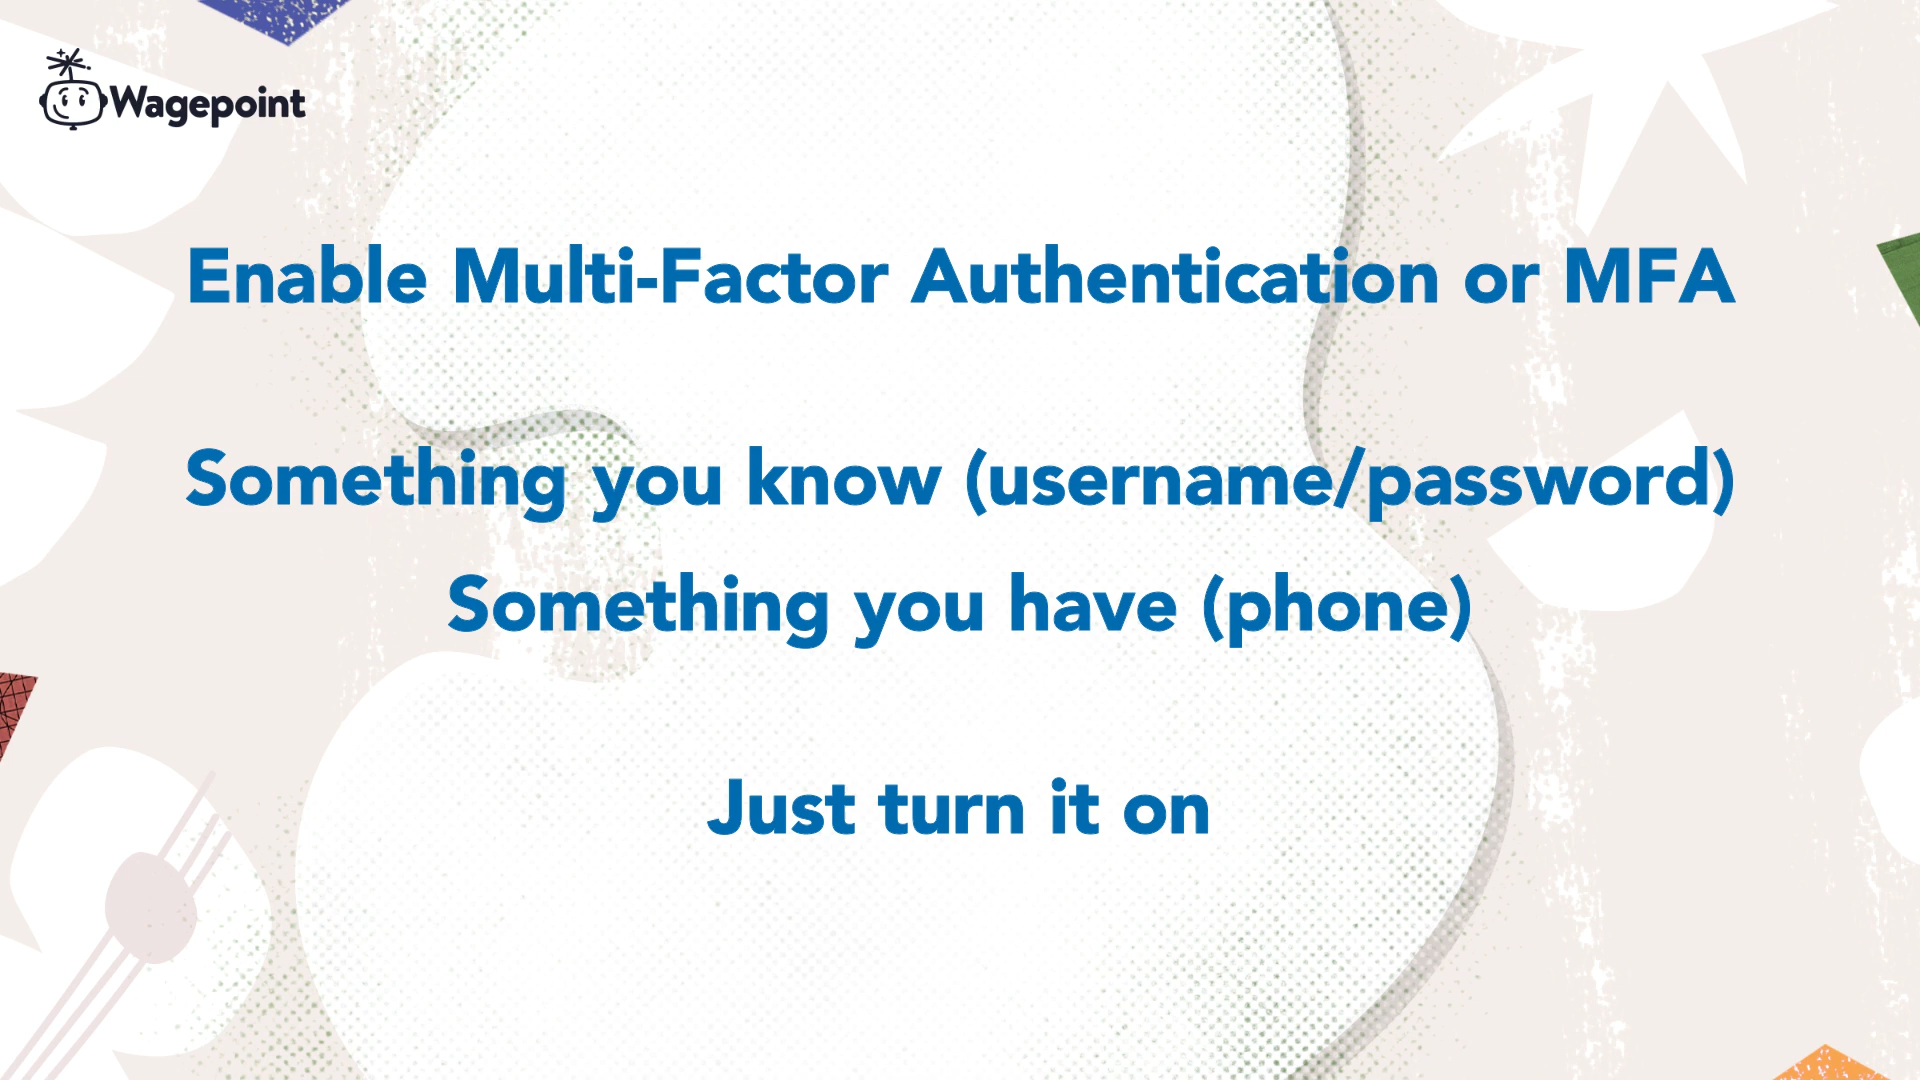 Wagepoint
Enable Multi-Factor Authentication or MFA
Something you know (username/password)
Something you have (phone)
Just turn it on